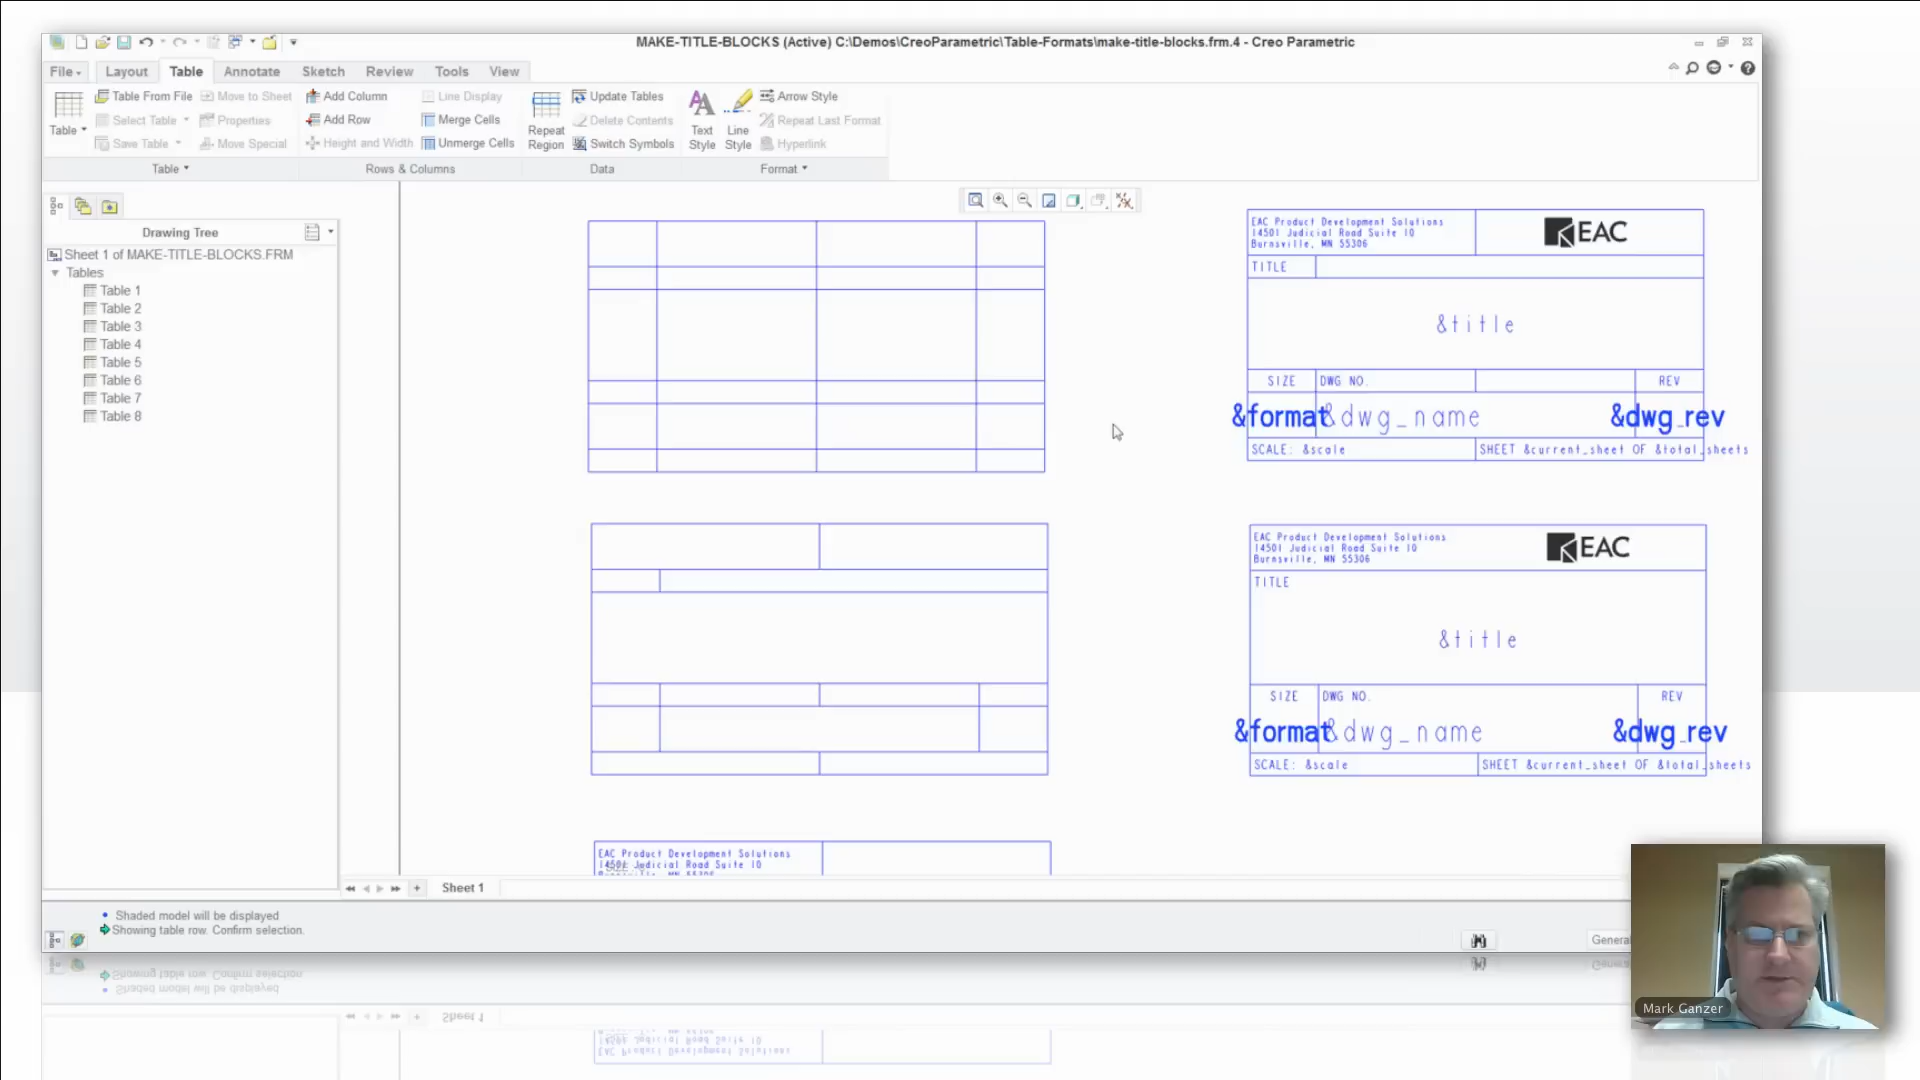 MAKE-TITLE-BLOCKS (Active) C:\Demos\CreoParametric\Table-Formats\make-title-blocks.frm.4 - Creo Parametric
File Layout Table Annotate Sketch Review Tools View
Table From File Move to Sheet Add Column Line Display Update Tables Arrow Style
Select Table Properties Add Row Merge Cells Delete Contents Repeat Last Format
Table Save Table Move Special Height and Width Unmerge Cells Repeat Region Switch Symbols Text Style Line Style Hyperlink
Table Rows & Columns Data Format
Drawing Tree
Sheet 1 of MAKE-TITLE-BLOCKS.FRM
Tables
Table 1
Table 2
Table 3
Table 4
Table 5
Table 6
Table 7
Table 8
EAC Product Development Solutions
14501 Judicial Road Suite 10
Burnsville, MN 55306
EAC
TITLE
&title
SIZE DWG NO. REV
&format &dwg_name &dwg_rev
SCALE: &scale SHEET &current_sheet OF &total_sheets
EAC Product Development Solutions
14501 Judicial Road Suite 10
Burnsville, MN 55306
EAC
TITLE
&title
SIZE DWG NO. REV
&format &dwg_name &dwg_rev
SCALE: &scale SHEET &current_sheet OF &total_sheets
EAC Product Development Solutions
14501 Judicial Road Suite 10
Sheet 1
Shaded model will be displayed
Showing table row. Confirm selection.
General
Mark Ganzer